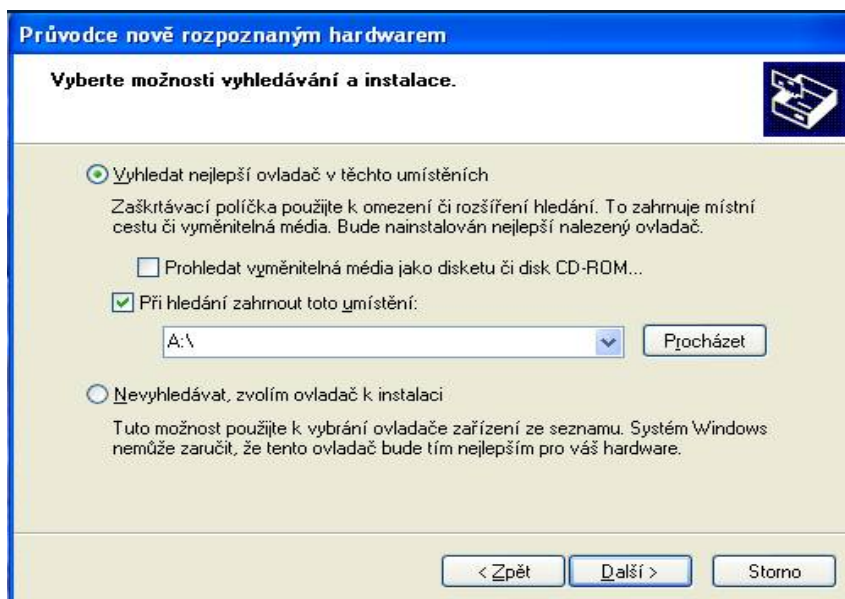 Průvodce nově rozpoznaným hardwarem
Vyberte možnosti vyhledávání a instalace.
Vyhledat nejlepší ovladač v těchto umístěních
Zaškrtávací políčka použijte k omezení či rozšíření hledání. To zahrnuje místní
cestu či vyměnitelná média. Bude nainstalován nejlepší nalezený ovladač.
Prohledat vyměnitelná média jako disketu či disk CD-ROM...
Při hledání zahrnout toto umístění:
A:\
Procházet
Nevyhledávat, zvolím ovladač k instalaci
Tuto možnost použijte k vybrání ovladače zařízení ze seznamu. Systém Windows
nemůže zaručit, že tento ovladač bude tím nejlepším pro váš hardware.
< Zpět
Další >
Storno